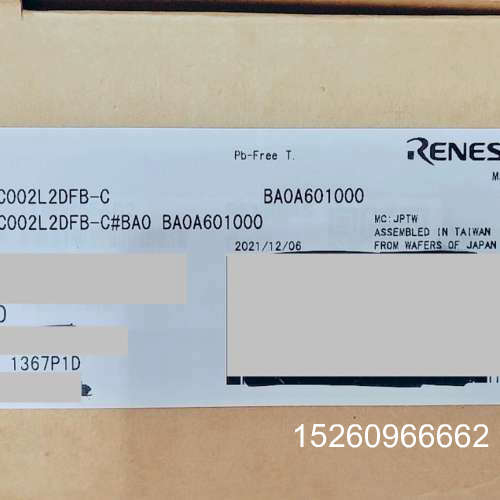 Pb-Free T.
RENES
C002L2DFB-C BA0A601000
C002L2DFB-C#BA0 BA0A601000
MC:JPTW
ASSEMBLED IN TAIWAN
2021/12/06 FROM WAFERS OF JAPAN
1367P1D
15260966662